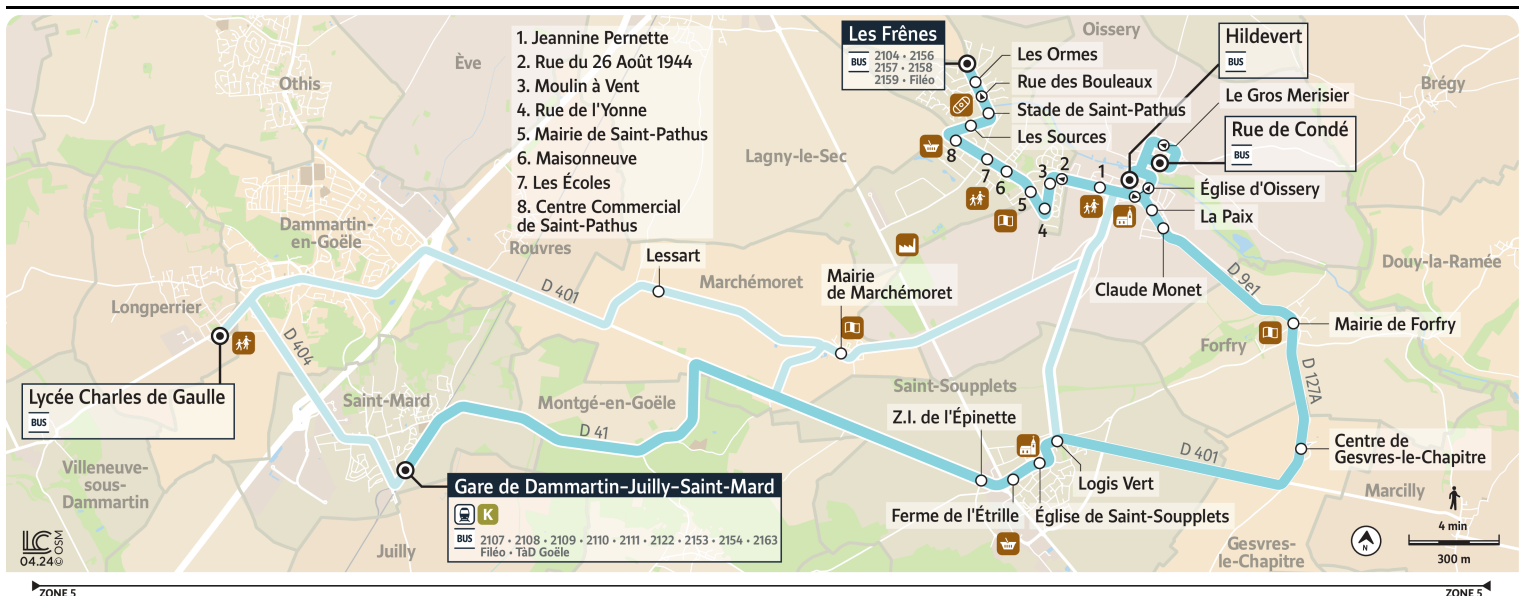 1. Jeannine Pernette
2. Rue du 26 Août 1944
3. Moulin à Vent
4. Rue de l'Yonne
5. Mairie de Saint-Pathus
6. Maisonneuve
7. Les Écoles
8. Centre Commercial
de Saint-Pathus
Les Frênes
BUS
2104 • 2156
2157 • 2158
2159 • Filéo
Les Ormes
Rue des Bouleaux
Stade de Saint-Pathus
Les Sources
Oissery
Hildevert
BUS
Le Gros Merisier
Rue de Condé
BUS
Église d'Oissery
La Paix
Claude Monet
Brégy
Othis
Ève
Lagny-le-Sec
8
7
6
5
4
3
2
1
Dammartin-
en-Goële
Rouvres
Lessart
Marchémoret
Mairie
de Marchémoret
D 401
D 9e1
Douy-la-Ramée
Longperrier
D 404
Mairie de Forfry
Forfry
D 127A
Lycée Charles de Gaulle
BUS
Saint-Mard
Montgé-en-Goële
D 41
Saint-Soupplets
Z.I. de l'Épinette
D 401
Centre de
Gesvres-le-Chapitre
Villeneuve-
sous-
Dammartin
Gare de Dammartin-Juilly-Saint-Mard
K
BUS
2107 • 2108 • 2109 • 2110 • 2111 • 2122 • 2153 • 2154 • 2163
Filéo • TàD Goële
Logis Vert
Ferme de l'Étrille
Église de Saint-Soupplets
Marcilly
Juilly
Gesvres-
le-Chapitre
N
4 min
300 m
LC
04.24© OSM
ZONE 5
ZONE 5